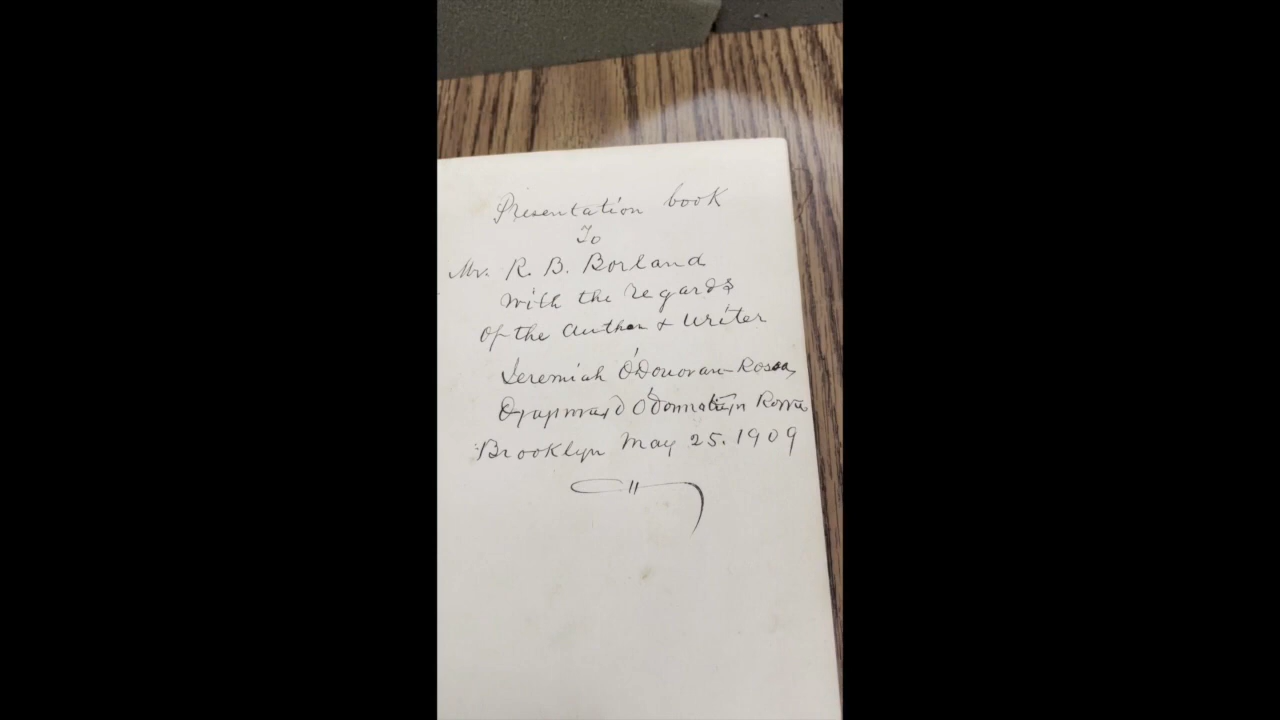 Presentation book
To
Mr. R. B. Borland
With the regards
Of the Author & Writer
Jeremiah O'Donovan-Rossa,
Brooklyn May 25. 1909